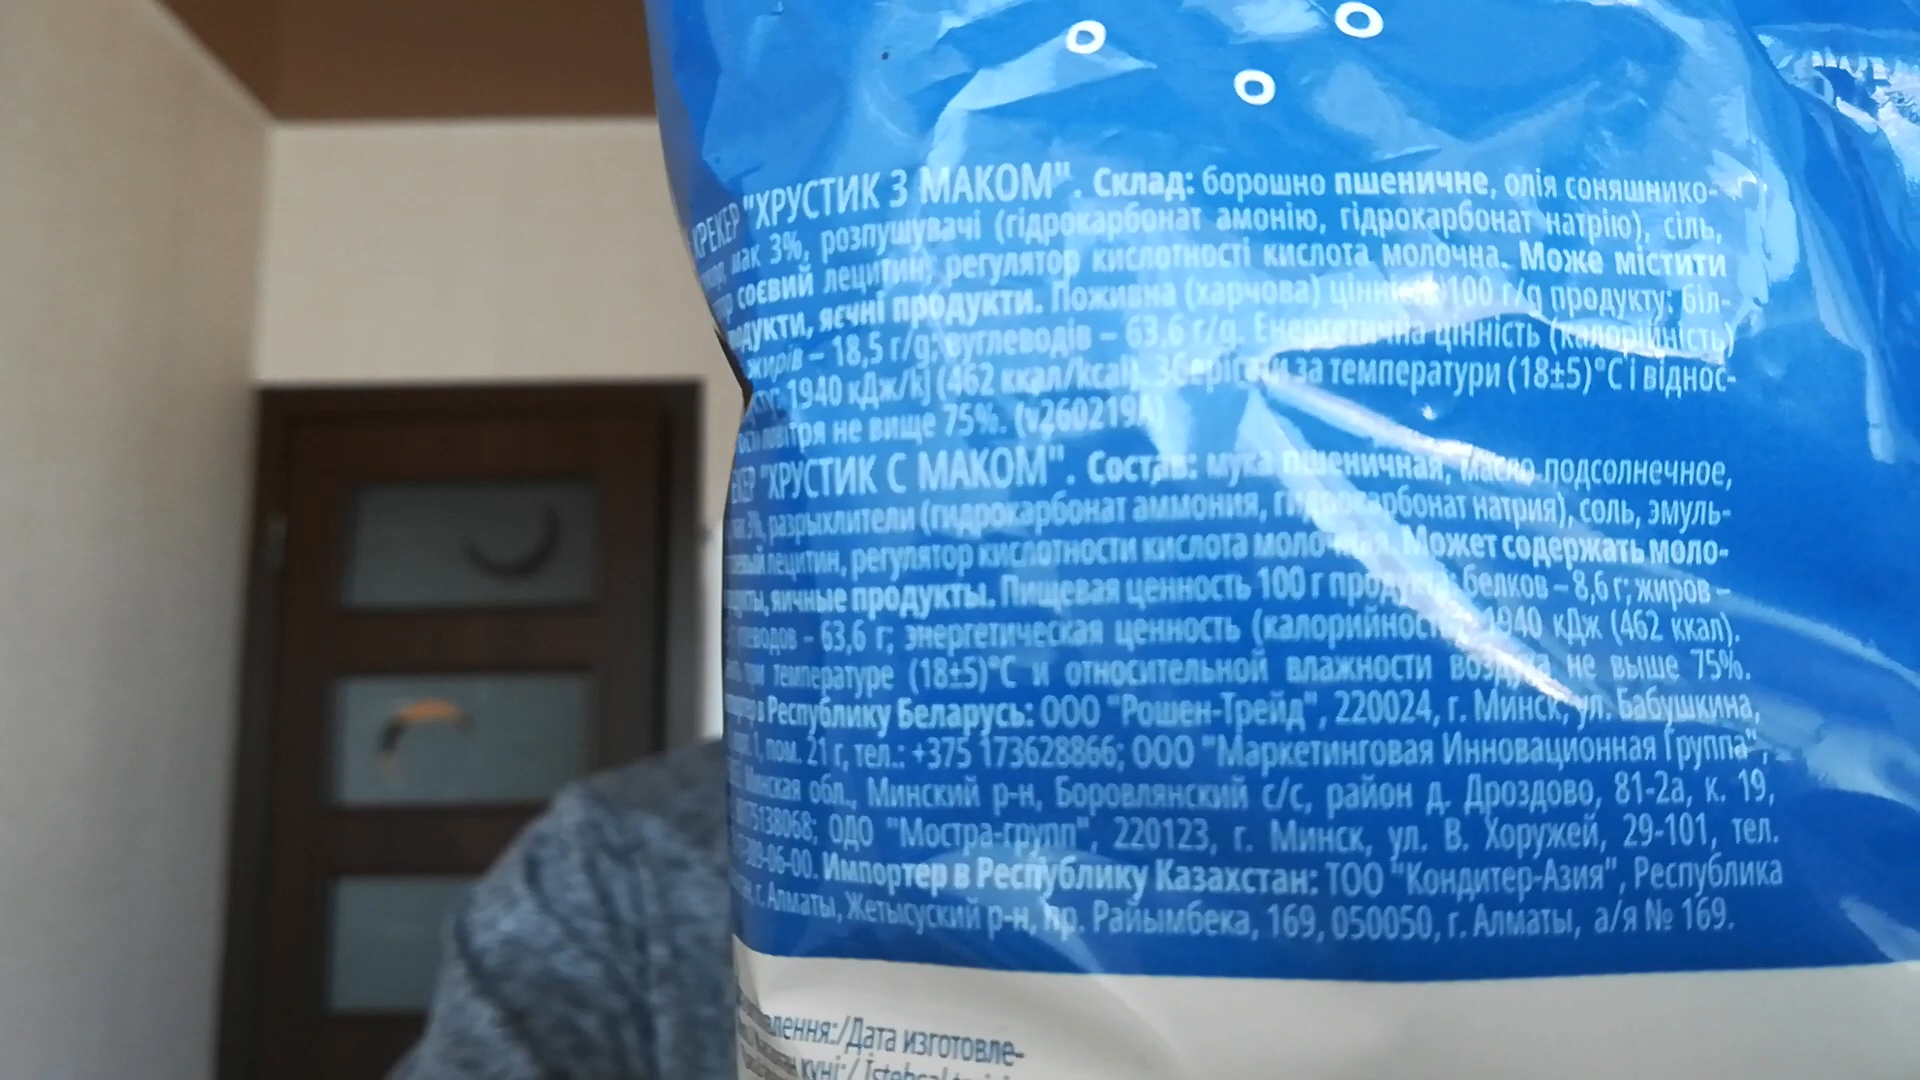 КРЕКЕР "ХРУСТИК З МАКОМ". Склад: борошно пшеничне, олія соняшнико-
мак 3%, розпушувачі (гідрокарбонат амонію, гідрокарбонат натрію), сіль,
соєвий лецитин, регулятор кислотності кислота молочна. Може містити
продукти, яєчні продукти. Поживна (харчова) цінність 100 г/g продукту: біл-
жирів – 18,5 г/g; вуглеводів – 63,6 г/g. Енергетична цінність (калорійність)
1940 кДж/kJ (462 ккал/kcal). Зберігати за температури (18±5)°C і віднос-
повітря не вище 75%. (v260219A)
КРЕКЕР "ХРУСТИК С МАКОМ". Состав: мука пшеничная, масло подсолнечное,
мак 3%, разрыхлители (гидрокарбонат аммония, гидрокарбонат натрия), соль, эмуль-
соевый лецитин, регулятор кислотности кислота молочная. Может содержать моло-
продукты, яичные продукты. Пищевая ценность 100 г продукта: белков – 8,6 г; жиров –
углеводов – 63,6 г; энергетическая ценность (калорийность) 1940 кДж (462 ккал).
при температуре (18±5)°C и относительной влажности воздуха не выше 75%.
Импортер в Республику Беларусь: ООО "Рошен-Трейд", 220024, г. Минск, ул. Бабушкина,
пом. 21 г, тел.: +375 173628866; ООО "Маркетинговая Инновационная Группа",
Минская обл., Минский р-н, Боровлянский с/с, район д. Дроздово, 81-2а, к. 19,
ОДО "Мостра-групп", 220123, г. Минск, ул. В. Хоружей, 29-101, тел.
Импортер в Республику Казахстан: ТОО "Кондитер-Азия", Республика
г. Алматы, Жетысуский р-н, пр. Райымбека, 169, 050050, г. Алматы, а/я № 169.
Дата изготовле-
күні:/